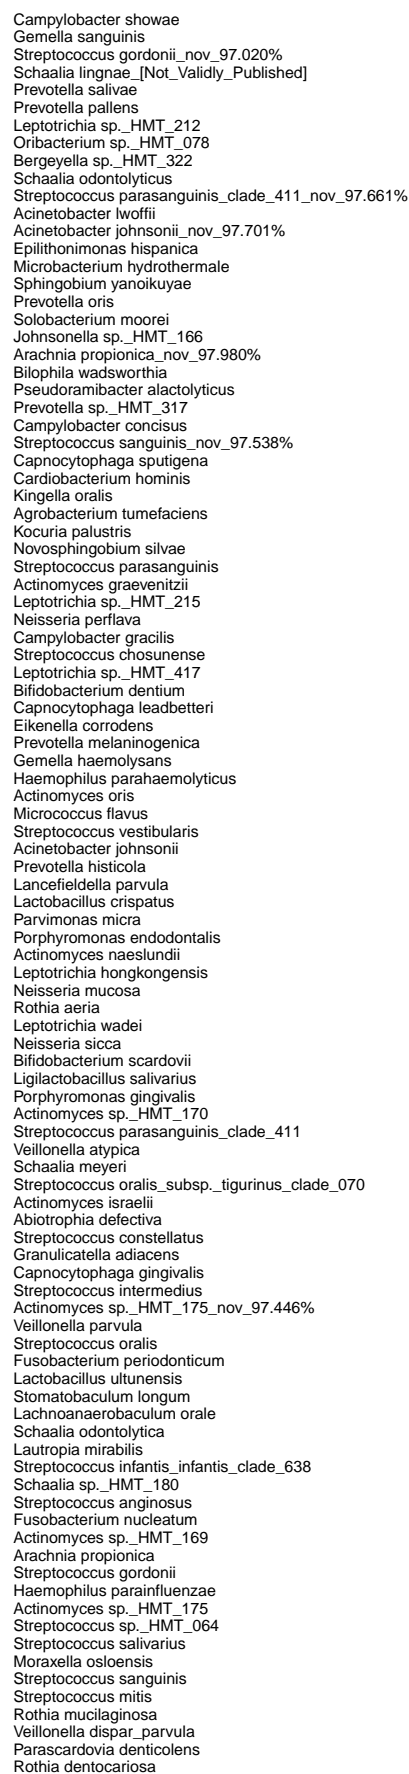 Campylobacter showae
Gemella sanguinis
Streptococcus gordonii_nov_97.020%
Schaalia lingnae_[Not_Validly_Published]
Prevotella salivae
Prevotella pallens
Leptotrichia sp._HMT_212
Oribacterium sp._HMT_078
Bergeyella sp._HMT_322
Schaalia odontolyticus
Streptococcus parasanguinis_clade_411_nov_97.661%
Acinetobacter lwoffii
Acinetobacter johnsonii_nov_97.701%
Epilithonimonas hispanica
Microbacterium hydrothermale
Sphingobium yanoikuyae
Prevotella oris
Solobacterium moorei
Johnsonella sp._HMT_166
Arachnia propionica_nov_97.980%
Bilophila wadsworthia
Pseudoramibacter alactolyticus
Prevotella sp._HMT_317
Campylobacter concisus
Streptococcus sanguinis_nov_97.538%
Capnocytophaga sputigena
Cardiobacterium hominis
Kingella oralis
Agrobacterium tumefaciens
Kocuria palustris
Novosphingobium silvae
Streptococcus parasanguinis
Actinomyces graevenitzii
Leptotrichia sp._HMT_215
Neisseria perflava
Campylobacter gracilis
Streptococcus chosunense
Leptotrichia sp._HMT_417
Bifidobacterium dentium
Capnocytophaga leadbetteri
Eikenella corrodens
Prevotella melaninogenica
Gemella haemolysans
Haemophilus parahaemolyticus
Actinomyces oris
Micrococcus flavus
Streptococcus vestibularis
Acinetobacter johnsonii
Prevotella histicola
Lancefieldella parvula
Lactobacillus crispatus
Parvimonas micra
Porphyromonas endodontalis
Actinomyces naeslundii
Leptotrichia hongkongensis
Neisseria mucosa
Rothia aeria
Leptotrichia wadei
Neisseria sicca
Bifidobacterium scardovii
Ligilactobacillus salivarius
Porphyromonas gingivalis
Actinomyces sp._HMT_170
Streptococcus parasanguinis_clade_411
Veillonella atypica
Schaalia meyeri
Streptococcus oralis_subsp._tigurinus_clade_070
Actinomyces israelii
Abiotrophia defectiva
Streptococcus constellatus
Granulicatella adiacens
Capnocytophaga gingivalis
Streptococcus intermedius
Actinomyces sp._HMT_175_nov_97.446%
Veillonella parvula
Streptococcus oralis
Fusobacterium periodonticum
Lactobacillus ultunensis
Stomatobaculum longum
Lachnoanaerobaculum orale
Schaalia odontolytica
Lautropia mirabilis
Streptococcus infantis_infantis_clade_638
Schaalia sp._HMT_180
Streptococcus anginosus
Fusobacterium nucleatum
Actinomyces sp._HMT_169
Arachnia propionica
Streptococcus gordonii
Haemophilus parainfluenzae
Actinomyces sp._HMT_175
Streptococcus sp._HMT_064
Streptococcus salivarius
Moraxella osloensis
Streptococcus sanguinis
Streptococcus mitis
Rothia mucilaginosa
Veillonella dispar_parvula
Parascardovia denticolens
Rothia dentocariosa